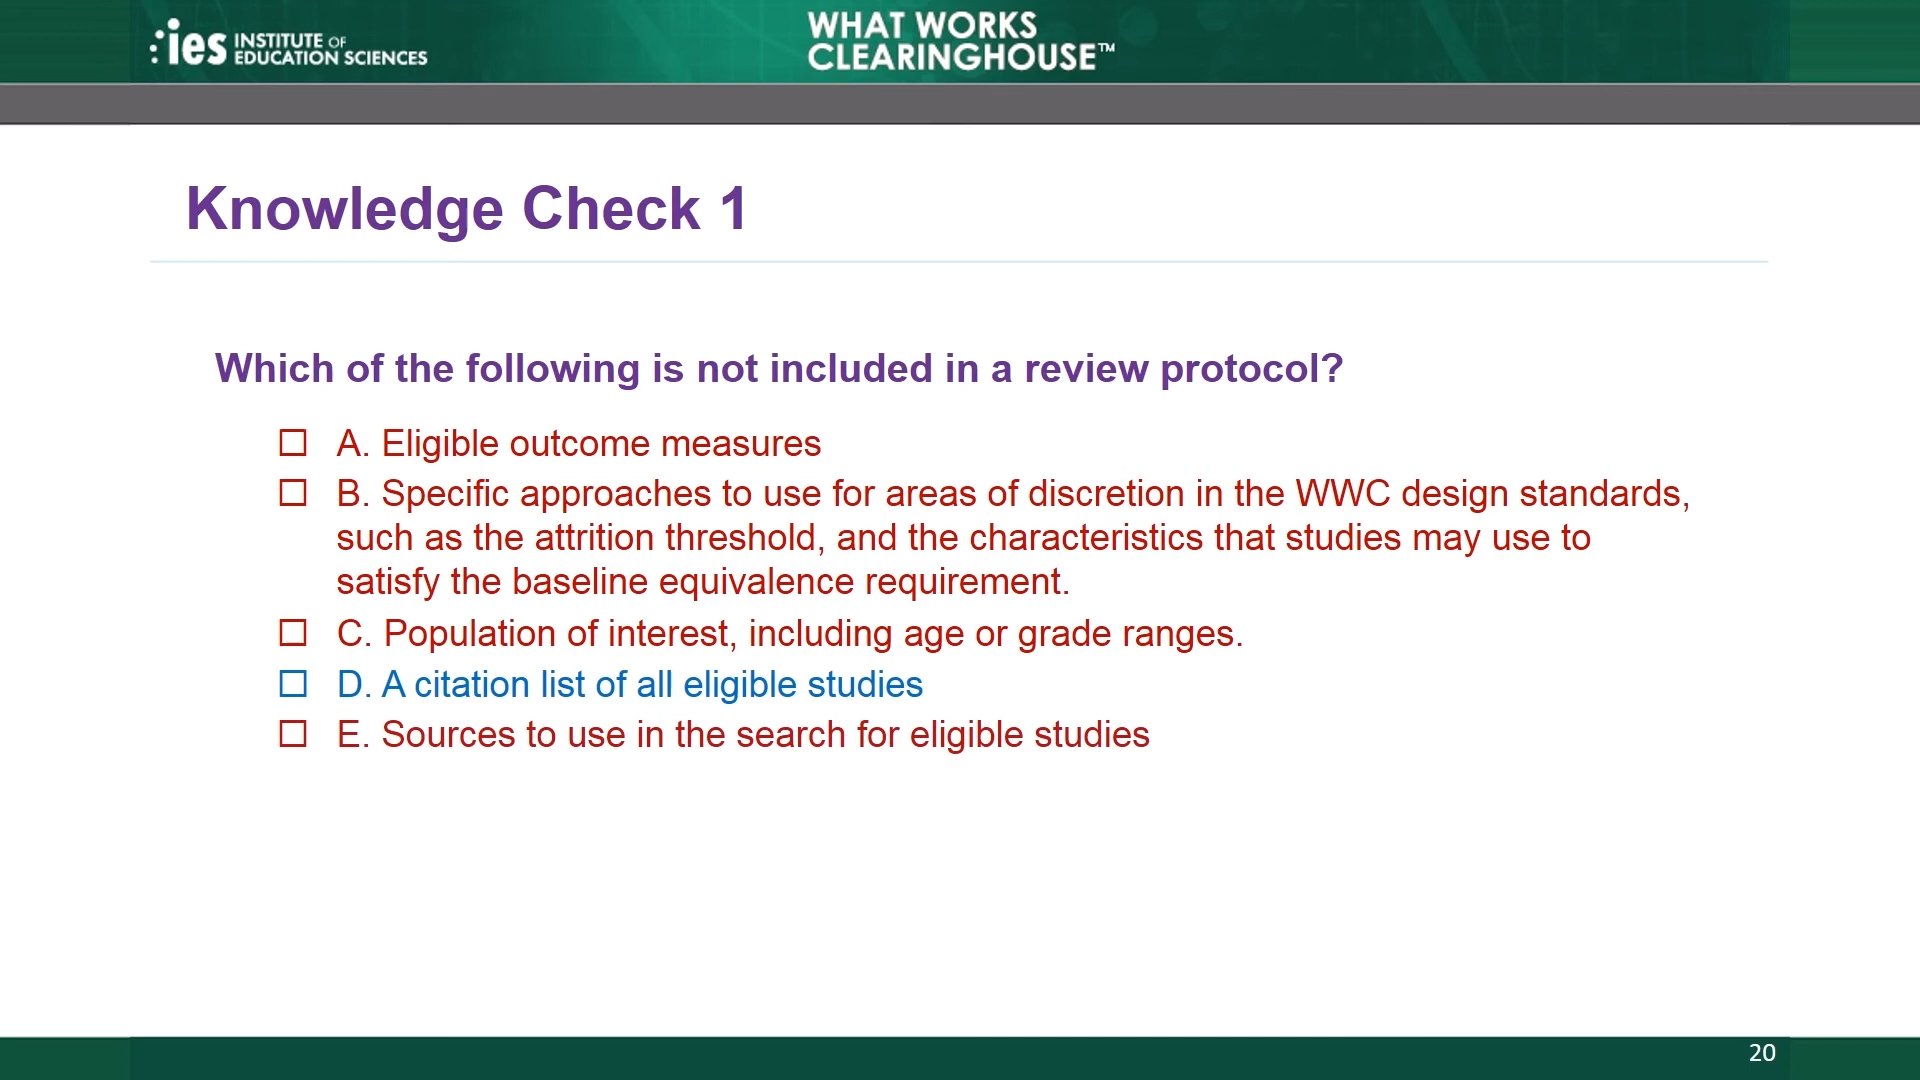 ies INSTITUTE OF
EDUCATION SCIENCES
WHAT WORKS
CLEARINGHOUSE™
Knowledge Check 1
Which of the following is not included in a review protocol?
☐ A. Eligible outcome measures
☐ B. Specific approaches to use for areas of discretion in the WWC design standards,
such as the attrition threshold, and the characteristics that studies may use to
satisfy the baseline equivalence requirement.
☐ C. Population of interest, including age or grade ranges.
☐ D. A citation list of all eligible studies
☐ E. Sources to use in the search for eligible studies
20